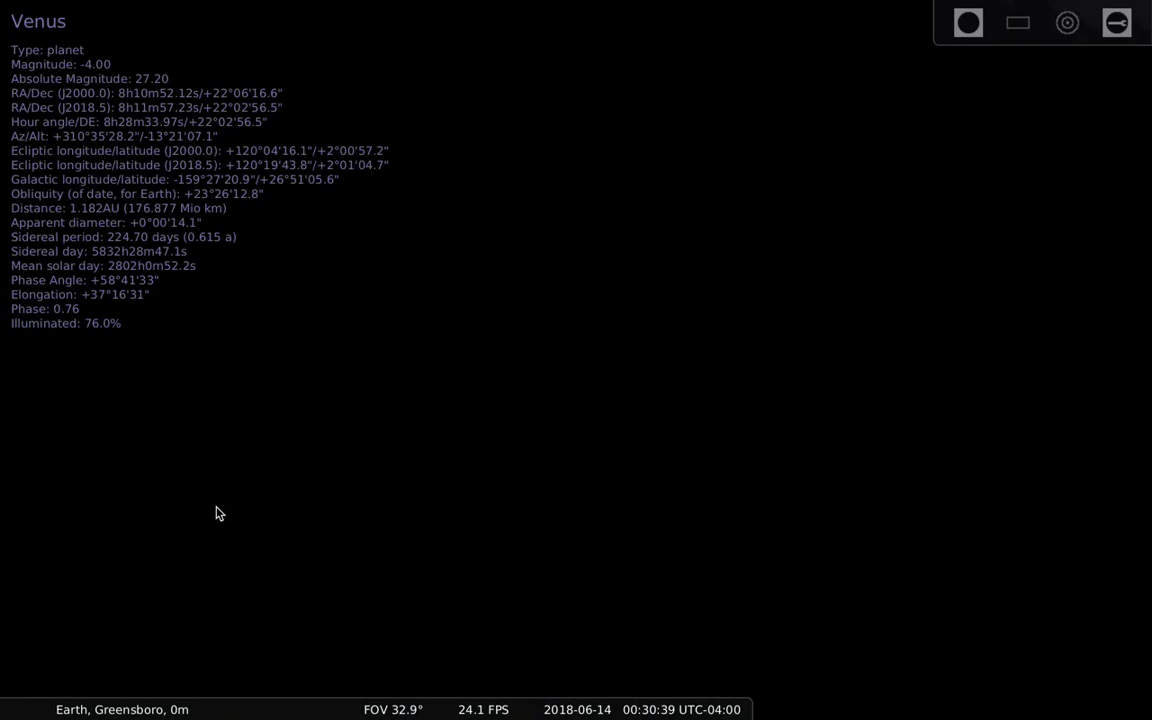 Venus
Type: planet
Magnitude: -4.00
Absolute Magnitude: 27.20
RA/Dec (J2000.0): 8h10m52.12s/+22°06'16.6"
RA/Dec (J2018.5): 8h11m57.23s/+22°02'56.5"
Hour angle/DE: 8h28m33.97s/+22°02'56.5"
Az/Alt: +310°35'28.2"/-13°21'07.1"
Ecliptic longitude/latitude (J2000.0): +120°04'16.1"/+2°00'57.2"
Ecliptic longitude/latitude (J2018.5): +120°19'43.8"/+2°01'04.7"
Galactic longitude/latitude: -159°27'20.9"/+26°51'05.6"
Obliquity (of date, for Earth): +23°26'12.8"
Distance: 1.182AU (176.877 Mio km)
Apparent diameter: +0°00'14.1"
Sidereal period: 224.70 days (0.615 a)
Sidereal day: 5832h28m47.1s
Mean solar day: 2802h0m52.2s
Phase Angle: +58°41'33"
Elongation: +37°16'31"
Phase: 0.76
Illuminated: 76.0%
Earth, Greensboro, 0m FOV 32.9° 24.1 FPS 2018-06-14 00:30:39 UTC-04:00